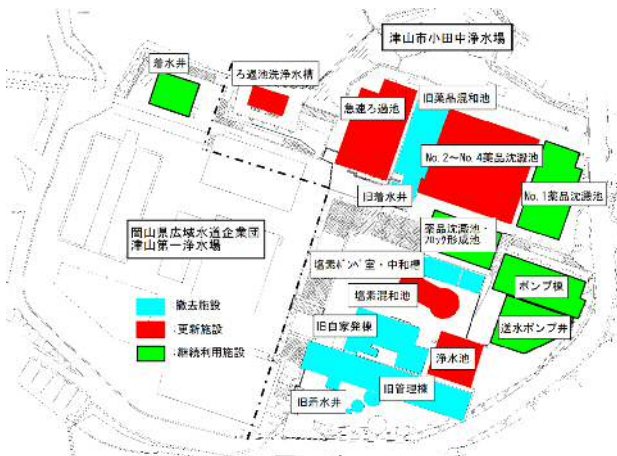 津山市小田中浄水場
着水井
ろ過池洗浄水槽
急速ろ過池
旧薬品混和池
No.2～No.4薬品沈澱池
No.1薬品沈澱池
旧着水井
岡山県広域水道企業団
津山第一浄水場
薬品沈澱池・
フロック形成池
塩素ボンベ室・中和槽
ポンプ棟
塩素混和池
撤去施設
:更新施設
:継続利用施設
旧自家発棟
送水ポンプ井
浄水池
旧管理棟